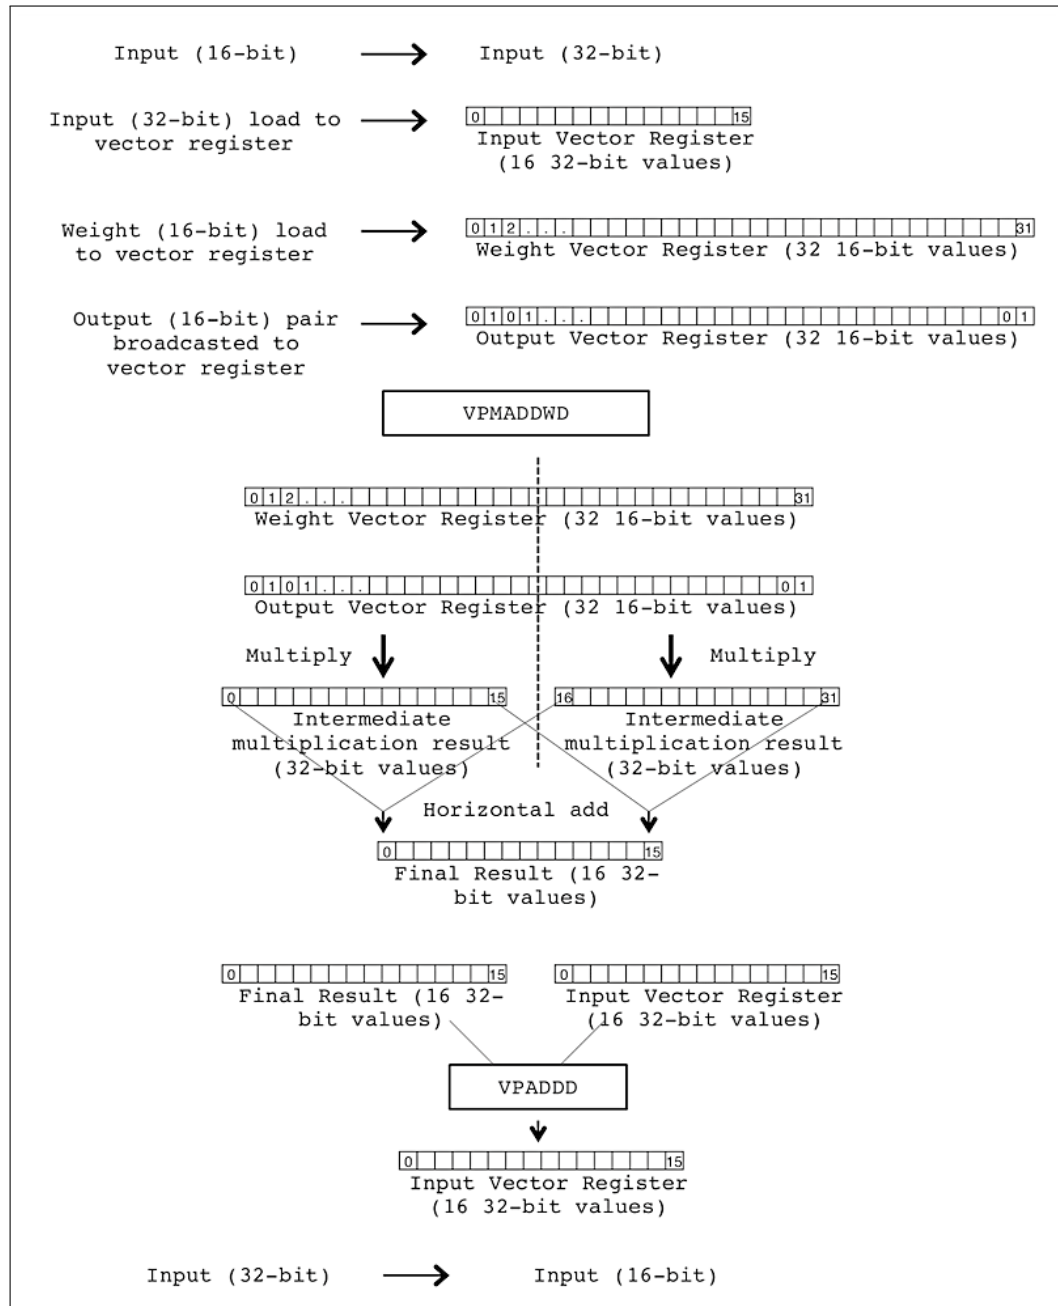 Input (16-bit)
Input (32-bit)
Input (32-bit) load to
vector register
0 15
Input Vector Register
(16 32-bit values)
Weight (16-bit) load
to vector register
0 1 2 . . . 31
Weight Vector Register (32 16-bit values)
Output (16-bit) pair
broadcasted to
vector register
0 1 0 1 . . . 0 1
Output Vector Register (32 16-bit values)
VPMADDWD
0 1 2 . . . 31
Weight Vector Register (32 16-bit values)
0 1 0 1 . . . 0 1
Output Vector Register (32 16-bit values)
Multiply
Multiply
0 15
Intermediate
multiplication result
(32-bit values)
16 31
Intermediate
multiplication result
(32-bit values)
Horizontal add
0 15
Final Result (16 32-
bit values)
0 15
Final Result (16 32-
bit values)
0 15
Input Vector Register
(16 32-bit values)
VPADDD
0 15
Input Vector Register
(16 32-bit values)
Input (32-bit)
Input (16-bit)